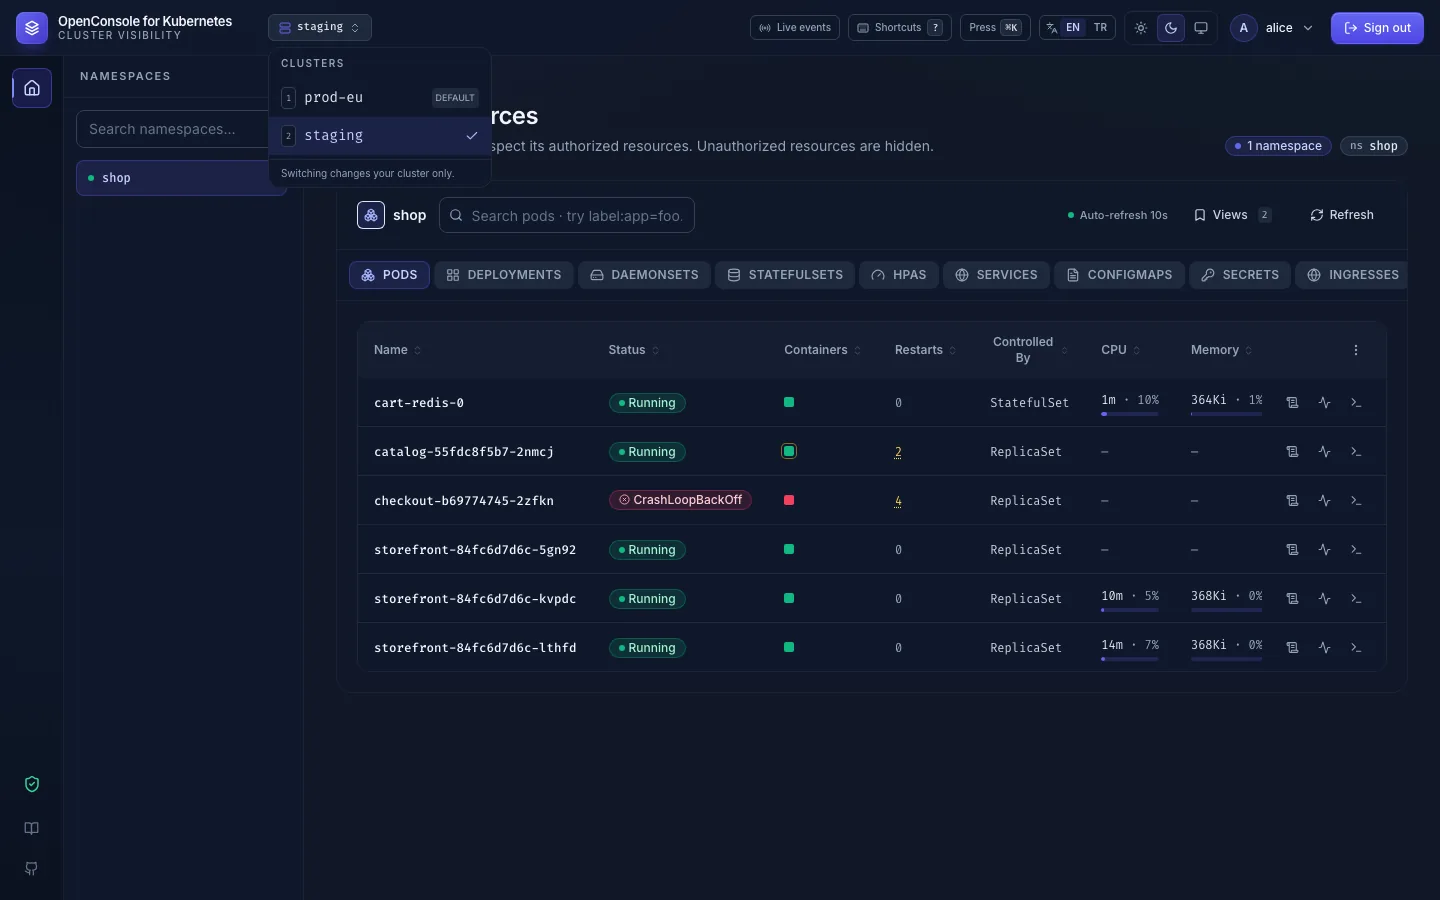 OpenConsole for Kubernetes
CLUSTER VISIBILITY
staging
Live events
Shortcuts ?
Press ⌘K
EN TR
A alice
Sign out
NAMESPACES
Search namespaces...
shop
CLUSTERS
1 prod-eu DEFAULT
2 staging
Switching changes your cluster only.
rces
spect its authorized resources. Unauthorized resources are hidden.
1 namespace
ns shop
shop
Search pods · try label:app=foo.
Auto-refresh 10s
Views 2
Refresh
PODS DEPLOYMENTS DAEMONSETS STATEFULSETS HPAS SERVICES CONFIGMAPS SECRETS INGRESSES
Name Status Containers Restarts Controlled By CPU Memory
cart-redis-0 Running 0 StatefulSet 1m · 10% 364Ki · 1%
catalog-55fdc8f5b7-2nmcj Running 2 ReplicaSet – –
checkout-b69774745-2zfkn CrashLoopBackOff 4 ReplicaSet – –
storefront-84fc6d7d6c-5gn92 Running 0 ReplicaSet – –
storefront-84fc6d7d6c-kvpdc Running 0 ReplicaSet 10m · 5% 368Ki · 0%
storefront-84fc6d7d6c-lthfd Running 0 ReplicaSet 14m · 7% 368Ki · 0%